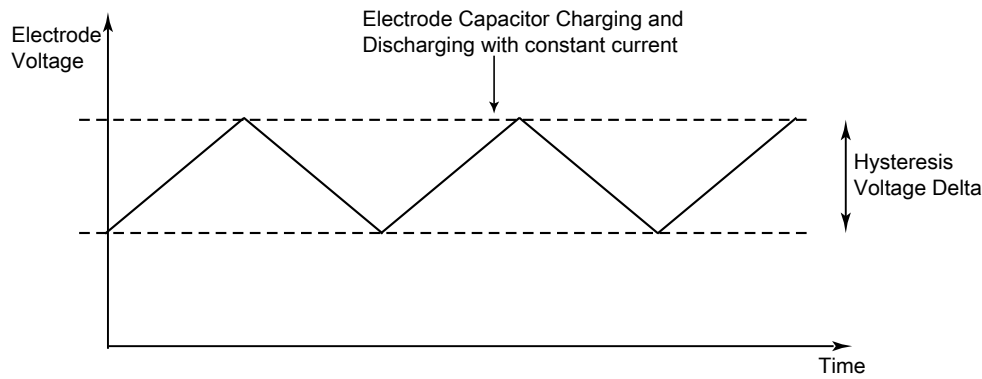 Electrode
Voltage
Electrode Capacitor Charging and
Discharging with constant current
Hysteresis
Voltage Delta
Time